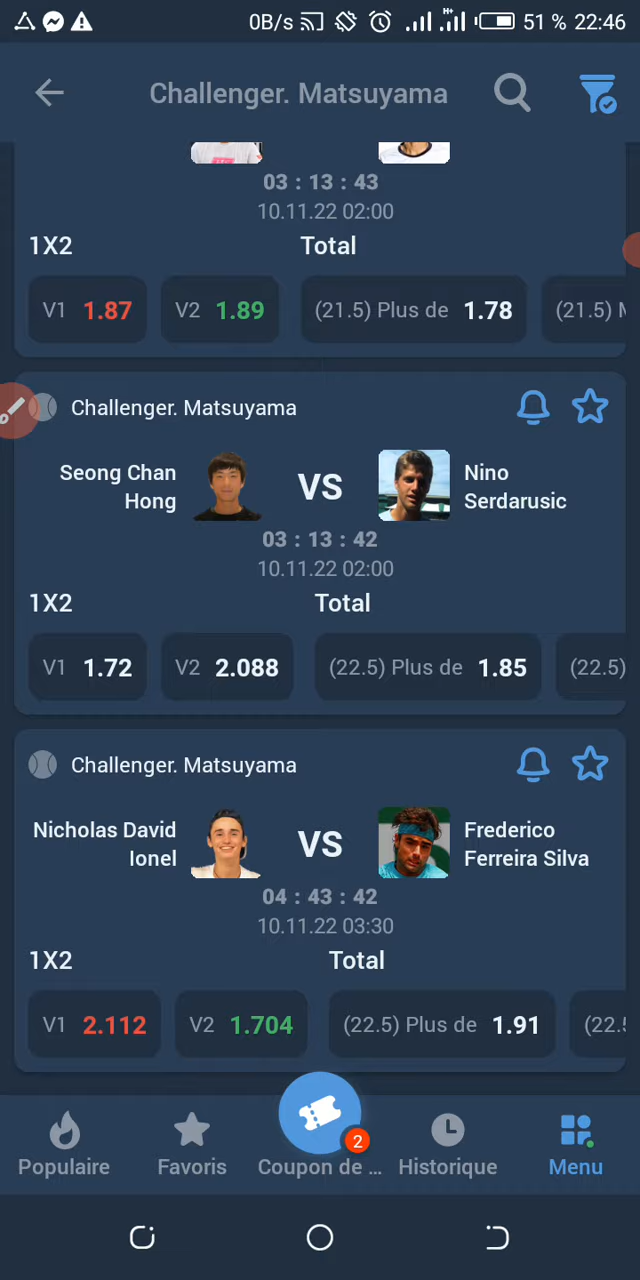 0B/s H+ 51 % 22:46
Challenger. Matsuyama
03 : 13 : 43
10.11.22 02:00
1X2 Total
V1 1.87 V2 1.89 (21.5) Plus de 1.78 (21.5)
Challenger. Matsuyama
Seong Chan
Hong
VS
Nino
Serdarusic
03 : 13 : 42
10.11.22 02:00
1X2 Total
V1 1.72 V2 2.088 (22.5) Plus de 1.85 (22.5)
Challenger. Matsuyama
Nicholas David
Ionel
VS
Frederico
Ferreira Silva
04 : 43 : 42
10.11.22 03:30
1X2 Total
V1 2.112 V2 1.704 (22.5) Plus de 1.91 (22.
2
Populaire Favoris Coupon de ... Historique Menu